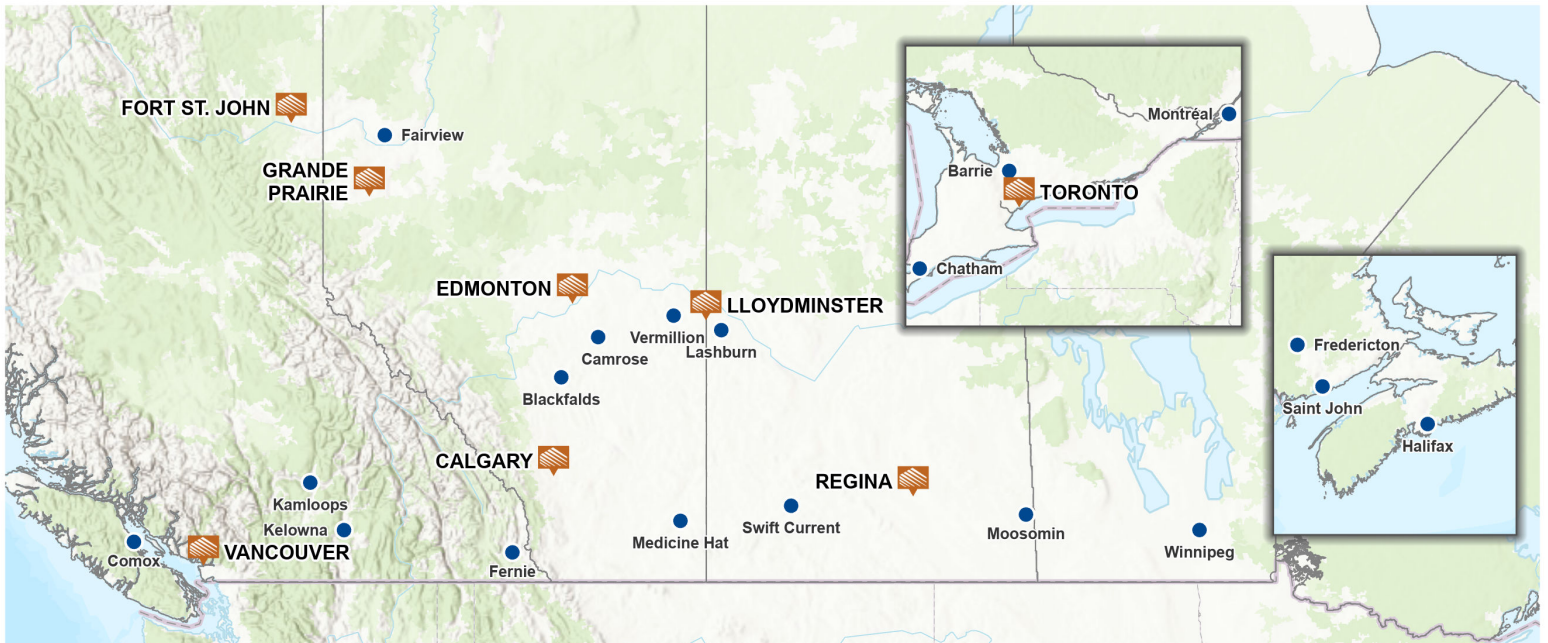 FORT ST. JOHN
Fairview
GRANDE
PRAIRIE
EDMONTON
LLOYDMINSTER
Vermillion
Lashburn
Camrose
Blackfalds
CALGARY
REGINA
Kamloops
Kelowna
Comox
VANCOUVER
Fernie
Medicine Hat
Swift Current
Moosomin
Winnipeg
Montréal
Barrie
TORONTO
Chatham
Fredericton
Saint John
Halifax